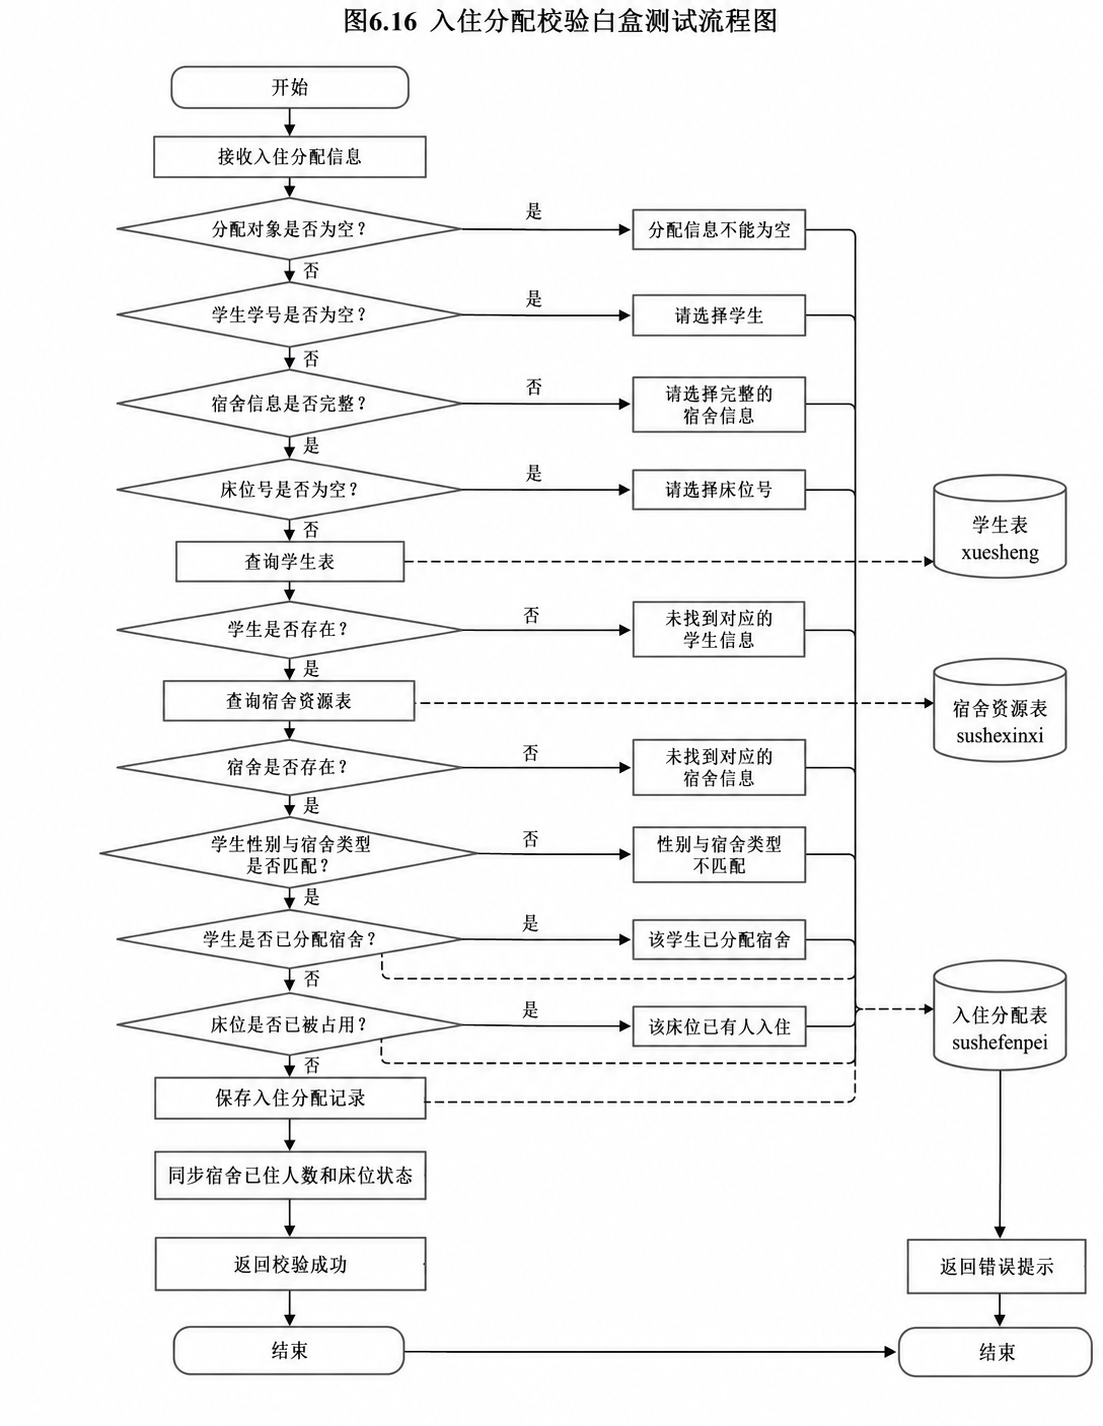 图6.16 入住分配校验白盒测试流程图
开始
接收入住分配信息
分配对象是否为空？
是
分配信息不能为空
否
学生学号是否为空？
是
请选择学生
否
宿舍信息是否完整？
否
请选择完整的
宿舍信息
是
床位号是否为空？
是
请选择床位号
否
查询学生表
学生表
xuesheng
学生是否存在？
否
未找到对应的
学生信息
是
查询宿舍资源表
宿舍资源表
sushexinxi
宿舍是否存在？
否
未找到对应的
宿舍信息
是
学生性别与宿舍类型
是否匹配？
否
性别与宿舍类型
不匹配
是
学生是否已分配宿舍？
是
该学生已分配宿舍
否
床位是否已被占用？
是
该床位已有人入住
入住分配表
sushefenpei
否
保存入住分配记录
同步宿舍已住人数和床位状态
返回校验成功
返回错误提示
结束
结束